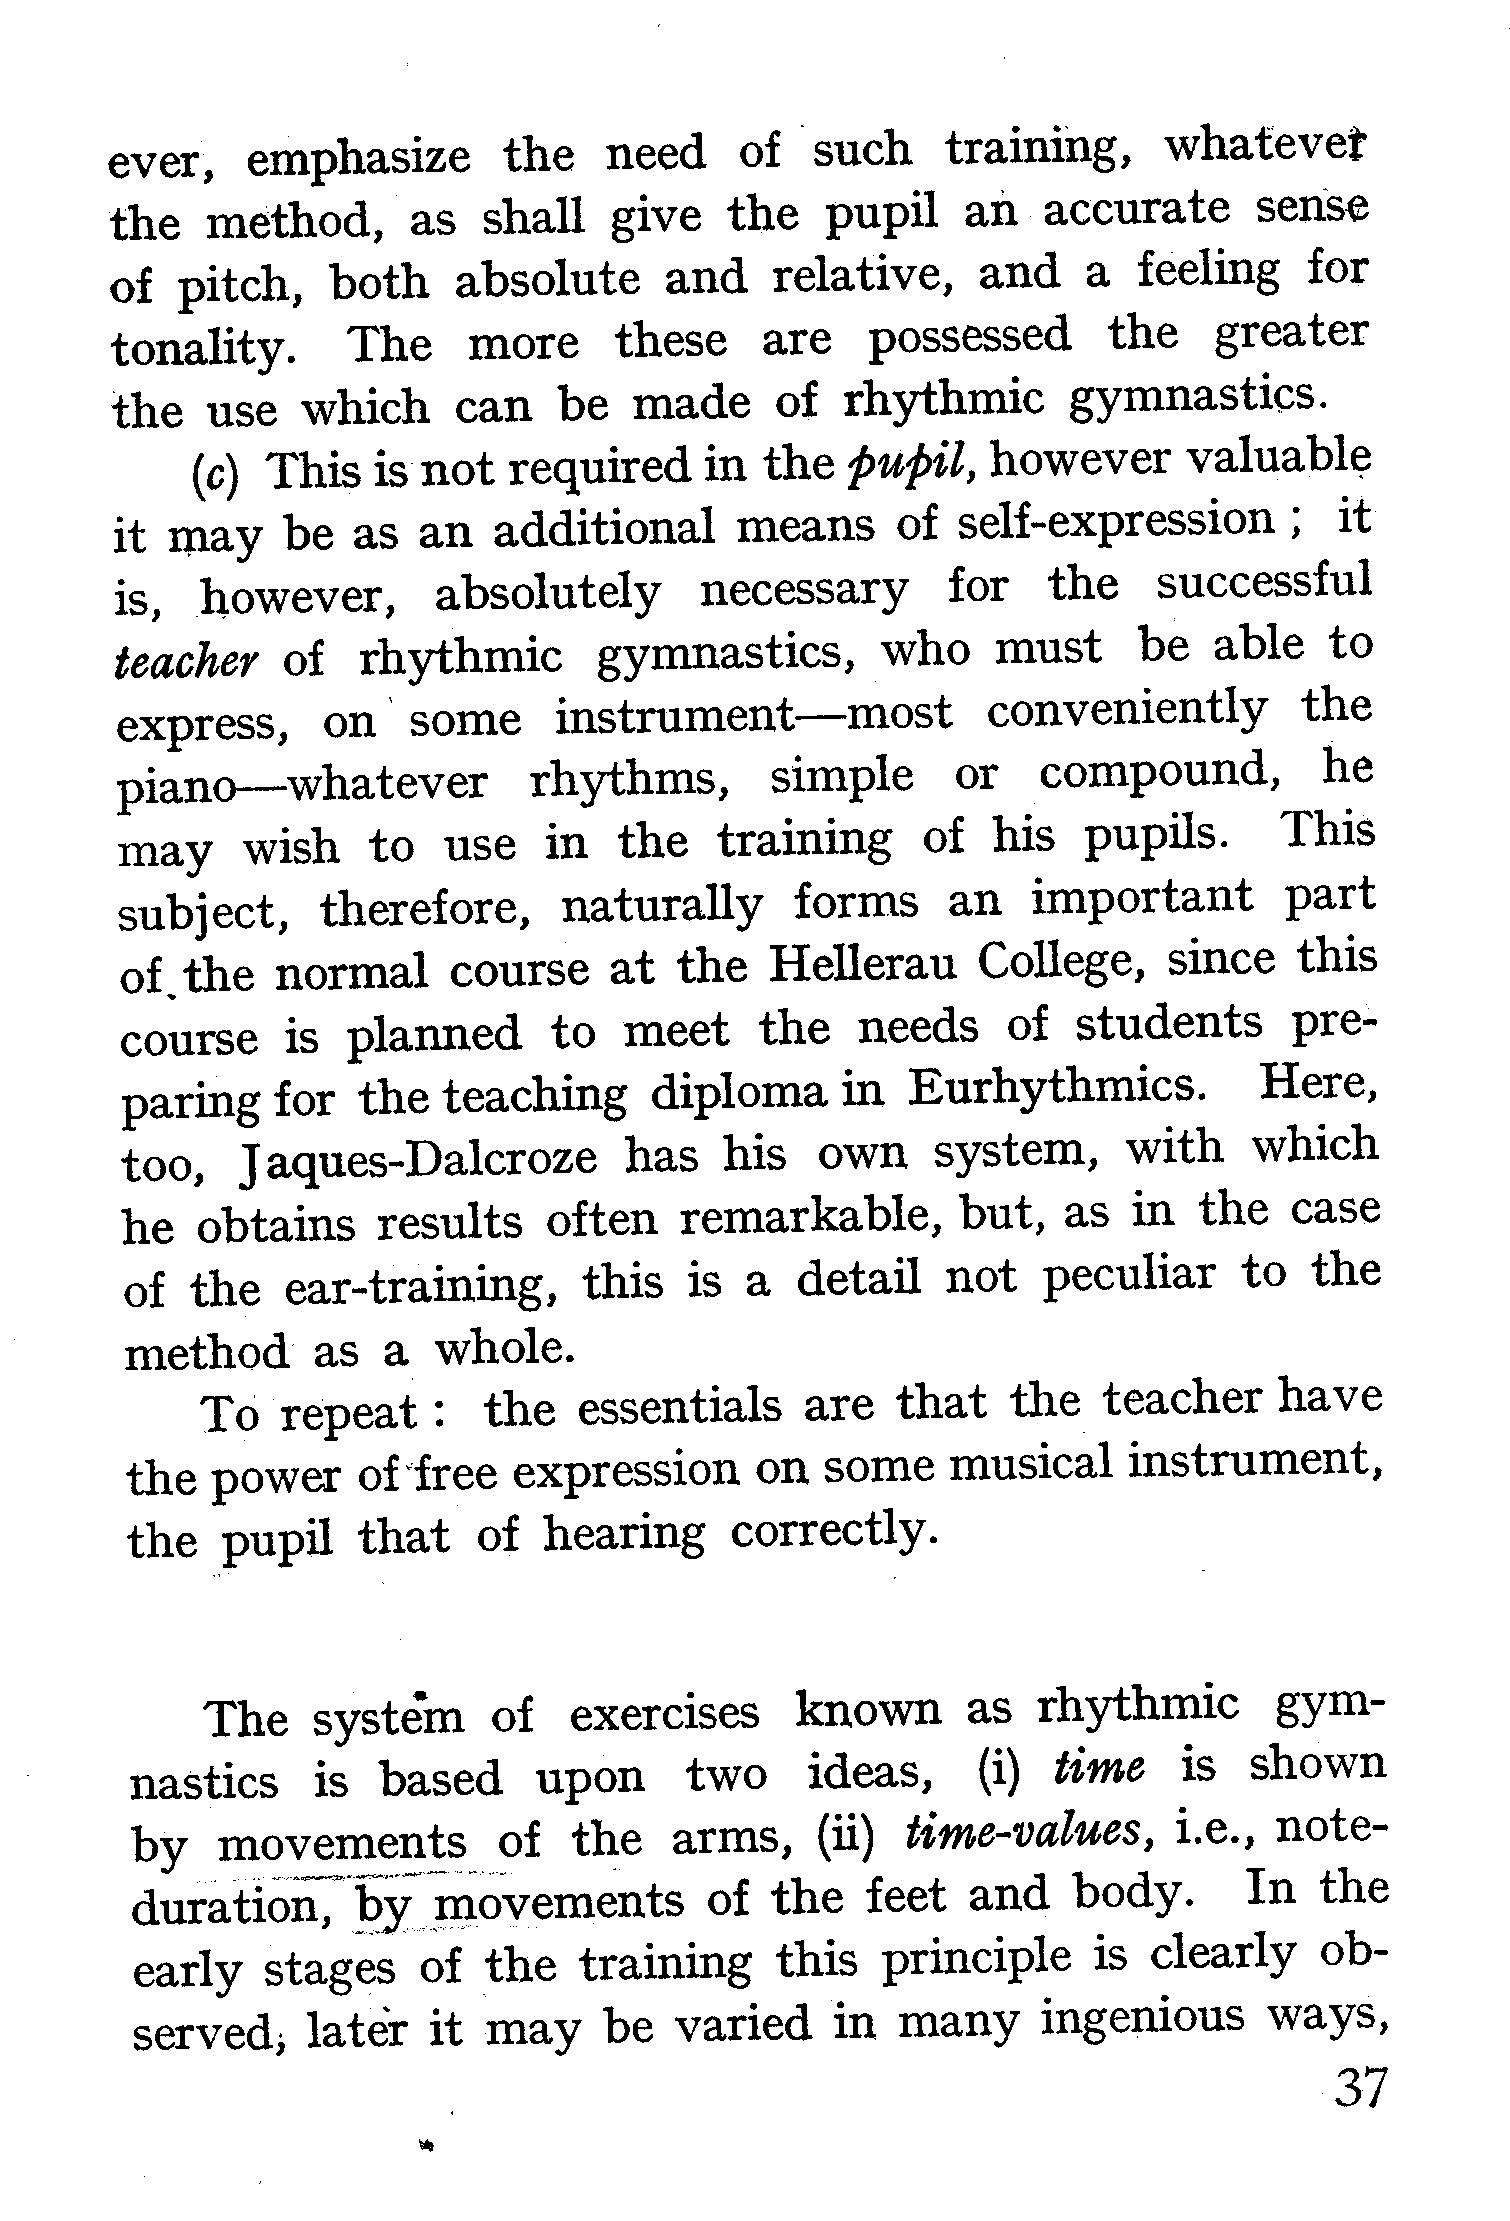 ever, emphasize the need of such training, whatever
the method, as shall give the pupil an accurate sense
of pitch, both absolute and relative, and a feeling for
tonality. The more these are possessed the greater
the use which can be made of rhythmic gymnastics.
(c) This is not required in the pupil, however valuable
it may be as an additional means of self-expression ; it
is, however, absolutely necessary for the successful
teacher of rhythmic gymnastics, who must be able to
express, on some instrument—most conveniently the
piano—whatever rhythms, simple or compound, he
may wish to use in the training of his pupils. This
subject, therefore, naturally forms an important part
of the normal course at the Hellerau College, since this
course is planned to meet the needs of students pre-
paring for the teaching diploma in Eurhythmics. Here,
too, Jaques-Dalcroze has his own system, with which
he obtains results often remarkable, but, as in the case
of the ear-training, this is a detail not peculiar to the
method as a whole.
To repeat : the essentials are that the teacher have
the power of free expression on some musical instrument,
the pupil that of hearing correctly.
The system of exercises known as rhythmic gym-
nastics is based upon two ideas, (i) time is shown
by movements of the arms, (ii) time-values, i.e., note-
duration, by movements of the feet and body. In the
early stages of the training this principle is clearly ob-
served; later it may be varied in many ingenious ways,
37